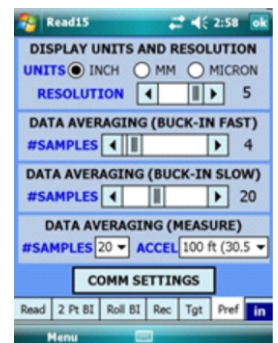 Read15 2:58 ok
DISPLAY UNITS AND RESOLUTION
UNITS INCH MM MICRON
RESOLUTION 5
DATA AVERAGING (BUCK-IN FAST)
#SAMPLES 4
DATA AVERAGING (BUCK-IN SLOW)
#SAMPLES 20
DATA AVERAGING (MEASURE)
#SAMPLES 20 ACCEL 100 ft (30.5
COMM SETTINGS
Read 2 Pt BI Roll BI Rec Tgt Pref in
Menu